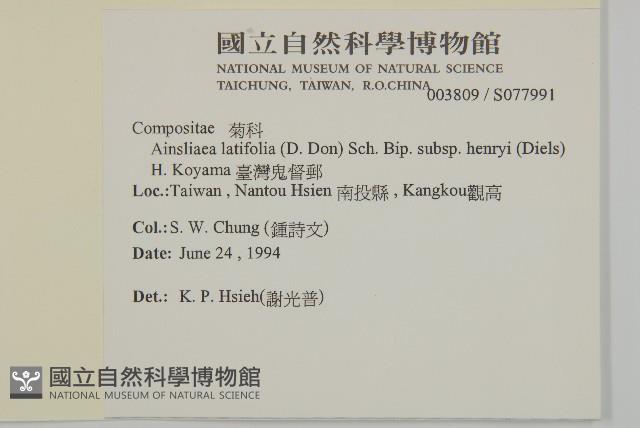 國立自然科學博物館
NATIONAL MUSEUM OF NATURAL SCIENCE
TAICHUNG, TAIWAN, R.O.CHINA
003809 / S077991
Compositae 菊科
Ainsliaea latifolia (D. Don) Sch. Bip. subsp. henryi (Diels)
H. Koyama 臺灣鬼督郵
Loc.:Taiwan , Nantou Hsien 南投縣 , Kangkou觀高
Col.: S. W. Chung (鍾詩文)
Date: June 24 , 1994
Det.: K. P. Hsieh(謝光普)
國立自然科學博物館
NATIONAL MUSEUM OF NATURAL SCIENCE